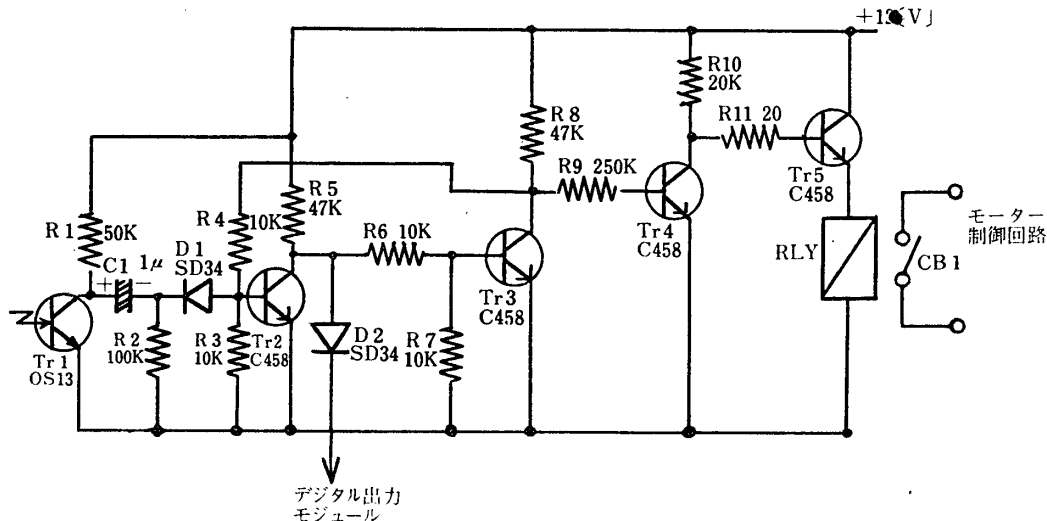 R10
20K
R11 20
R8
47K
R9 250K
Tr5
C458
Tr4
C458
R5
47K
R4
10K
R1
50K
C1
1μ
+
-
D1
SD34
R6 10K
Tr3
C458
RLY
CB1
モーター
制御回路
Tr1
OS13
R2
100K
R3
10K
Tr2
C458
D2
SD34
R7
10K
デジタル出力
モジュール